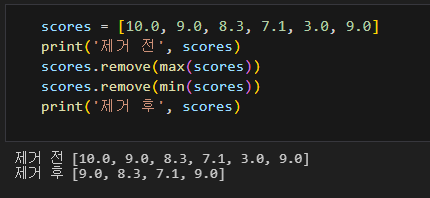 scores = [10.0, 9.0, 8.3, 7.1, 3.0, 9.0]
print('제거 전', scores)
scores.remove(max(scores))
scores.remove(min(scores))
print('제거 후', scores)
제거 전 [10.0, 9.0, 8.3, 7.1, 3.0, 9.0]
제거 후 [9.0, 8.3, 7.1, 9.0]